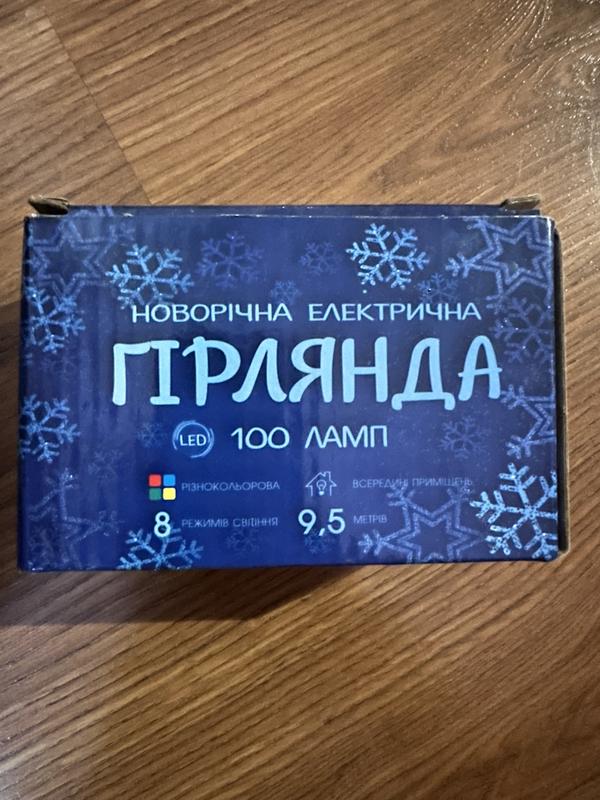 НОВОРІЧНА ЕЛЕКТРИЧНА
ГІРЛЯНДА
LED 100 ЛАМП
РІЗНОКОЛЬОРОВА ВСЕРЕДИНІ ПРИМІЩЕНЬ
8 РЕЖИМІВ СВІТІННЯ 9,5 МЕТРІВ